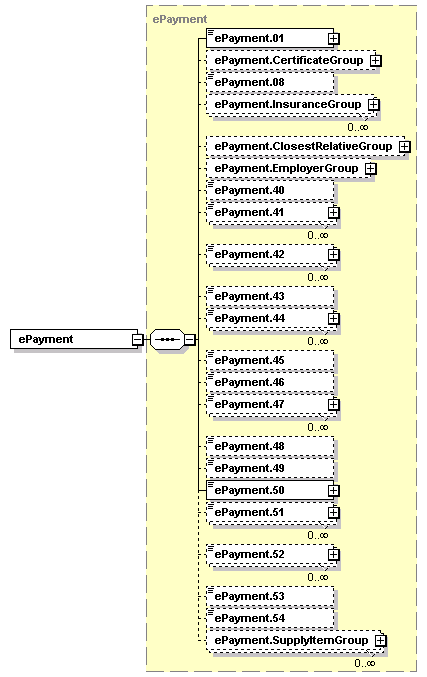 ePayment
ePayment.01
ePayment.CertificateGroup
ePayment.08
ePayment.InsuranceGroup
0..∞
ePayment.ClosestRelativeGroup
ePayment.EmployerGroup
ePayment.40
ePayment.41
0..∞
ePayment.42
0..∞
ePayment.43
ePayment.44
0..∞
ePayment
ePayment.45
ePayment.46
ePayment.47
0..∞
ePayment.48
ePayment.49
ePayment.50
ePayment.51
0..∞
ePayment.52
0..∞
ePayment.53
ePayment.54
ePayment.SupplyItemGroup
0..∞